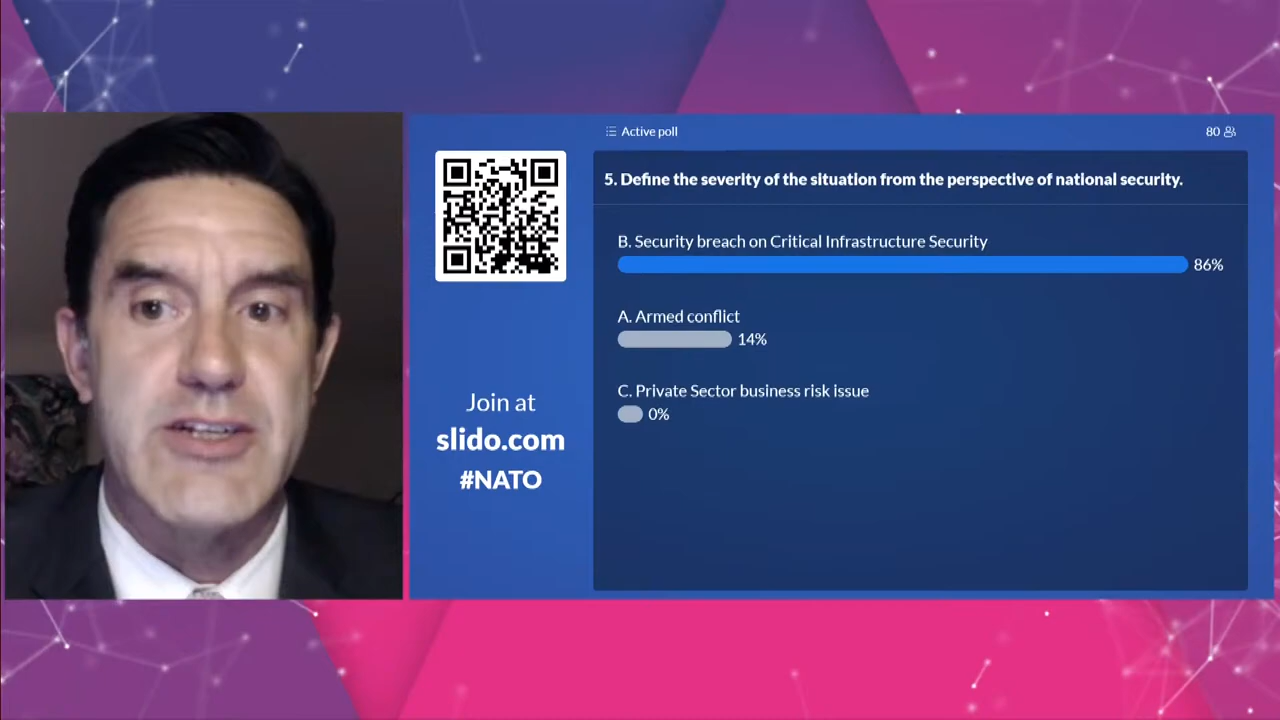 Active poll
80
5. Define the severity of the situation from the perspective of national security.
B. Security breach on Critical Infrastructure Security
86%
A. Armed conflict
14%
C. Private Sector business risk issue
0%
Join at
slido.com
#NATO